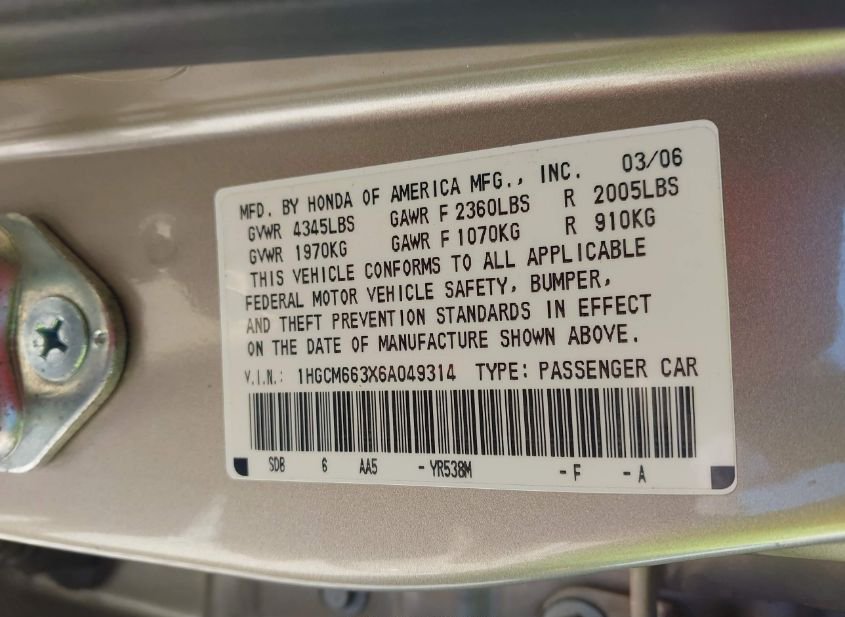 MFD. BY HONDA OF AMERICA MFG., INC. 03/06
GVWR 4345LBS GAWR F 2360LBS R 2005LBS
GVWR 1970KG GAWR F 1070KG R 910KG
THIS VEHICLE CONFORMS TO ALL APPLICABLE
FEDERAL MOTOR VEHICLE SAFETY, BUMPER,
AND THEFT PREVENTION STANDARDS IN EFFECT
ON THE DATE OF MANUFACTURE SHOWN ABOVE.
V.I.N.: 1HGCM663X6A049314 TYPE: PASSENGER CAR
SDB 6 AA5 -YR538M -F -A